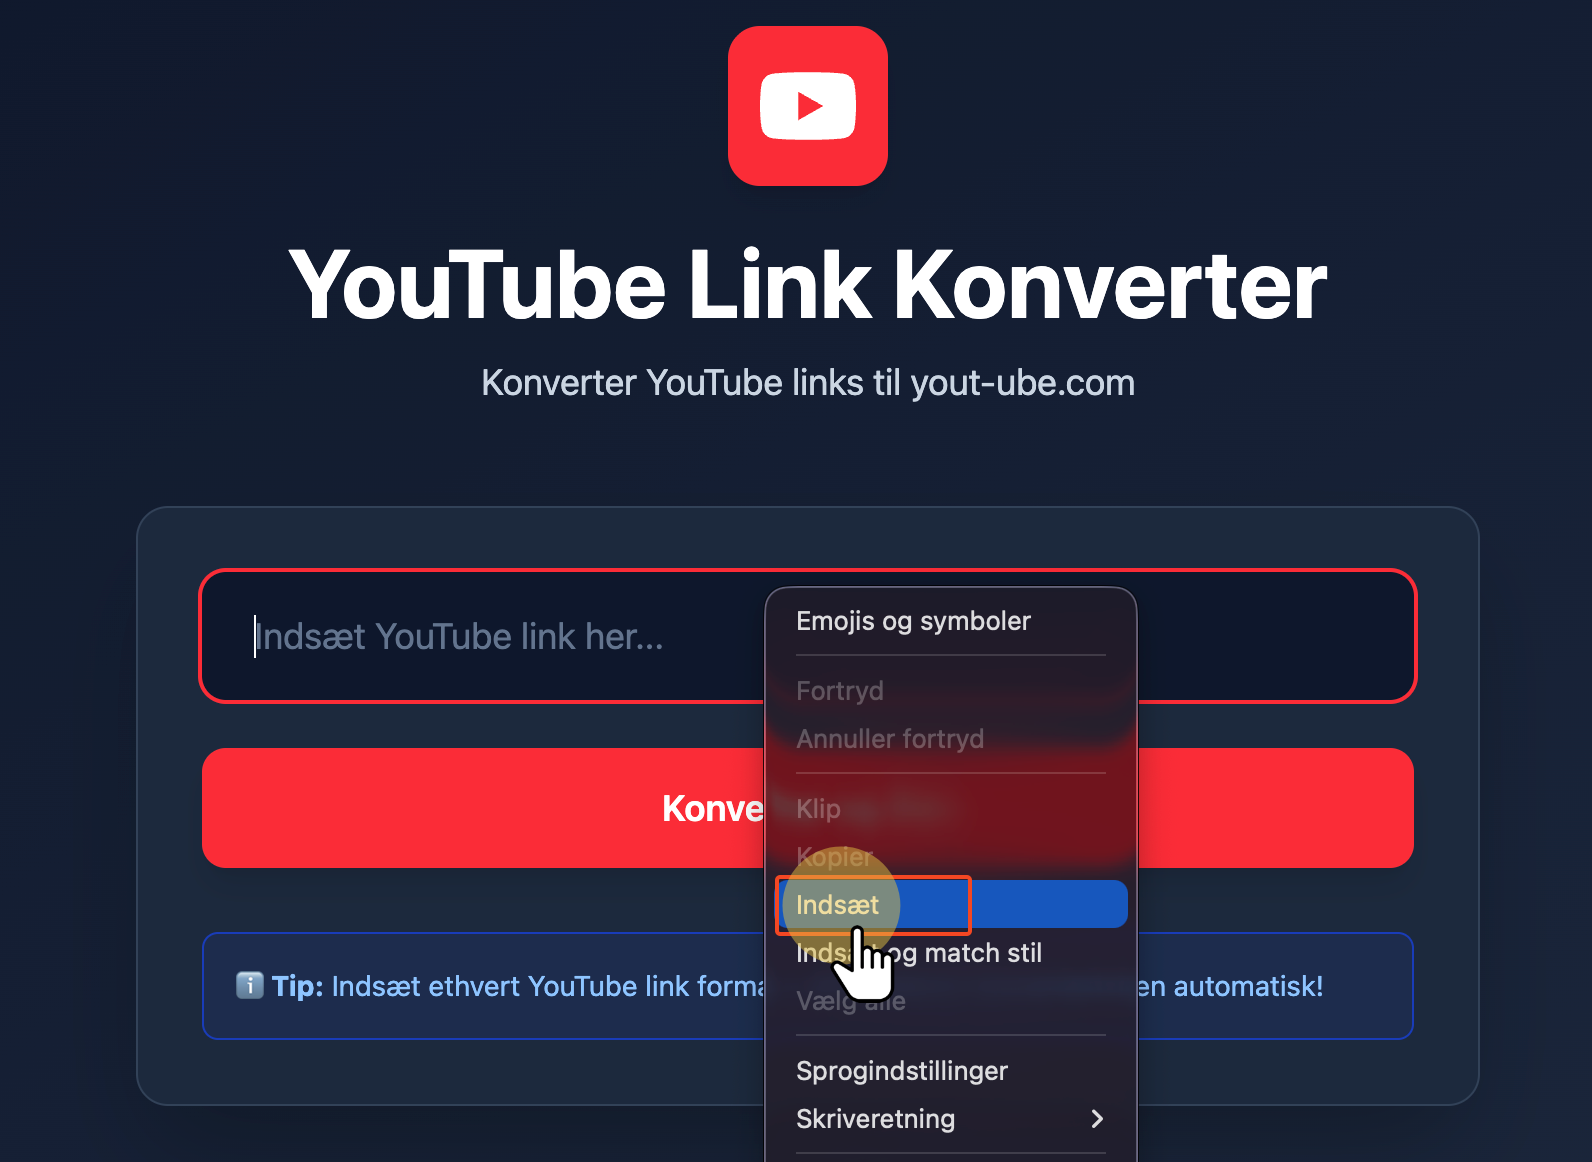 YouTube Link Konverter
Konverter YouTube links til yout-ube.com
Indsæt YouTube link her...
Emojis og symboler
Fortryd
Annuller fortryd
Konve
Klip
Kopier
Indsæt
Indsæt og match stil
Tip: Indsæt ethvert YouTube link forma
en automatisk!
Vælg alle
Sprogindstillinger
Skriveretning